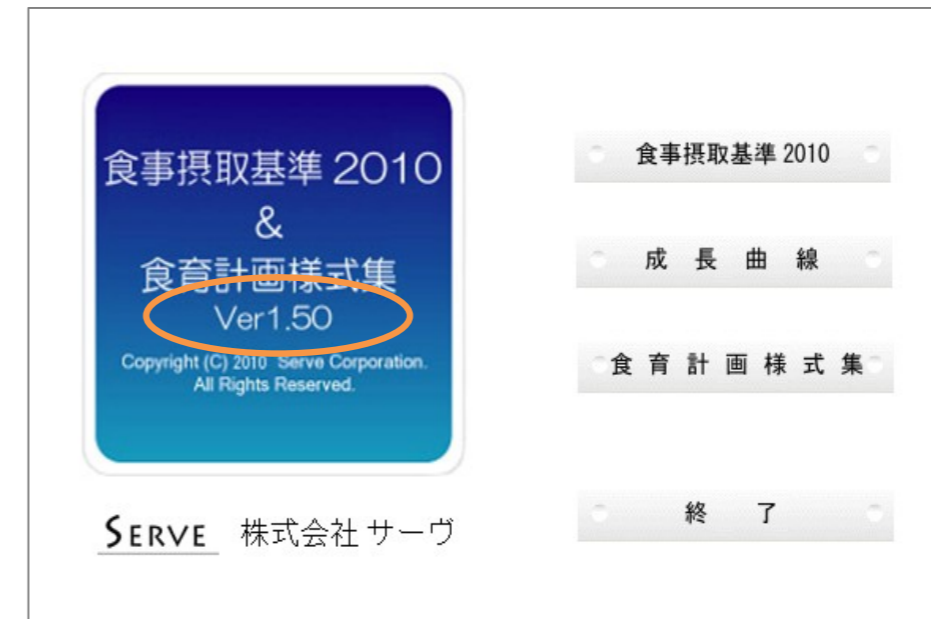 食事摂取基準 2010
&
食育計画様式集
Ver1.50
Copyright (C) 2010 Serve Corporation.
All Rights Reserved.
SERVE 株式会社 サーヴ
食事摂取基準 2010
成 長 曲 線
食 育 計 画 様 式 集
終 了